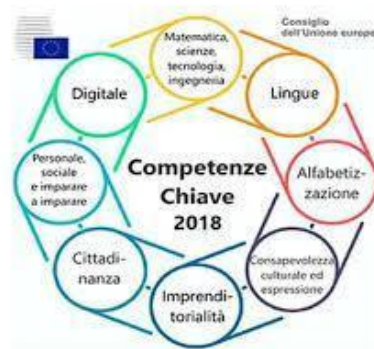 Consiglio
dell'Unione europea
Matematica,
scienze,
tecnologia,
ingegneria
Digitale
Lingue
Personale,
sociale
e imparare
a imparare
Competenze
Chiave
2018
Alfabetiz-
zazione
Cittadi-
nanza
Consapevolezza
culturale ed
espressione
Imprendi-
torialità